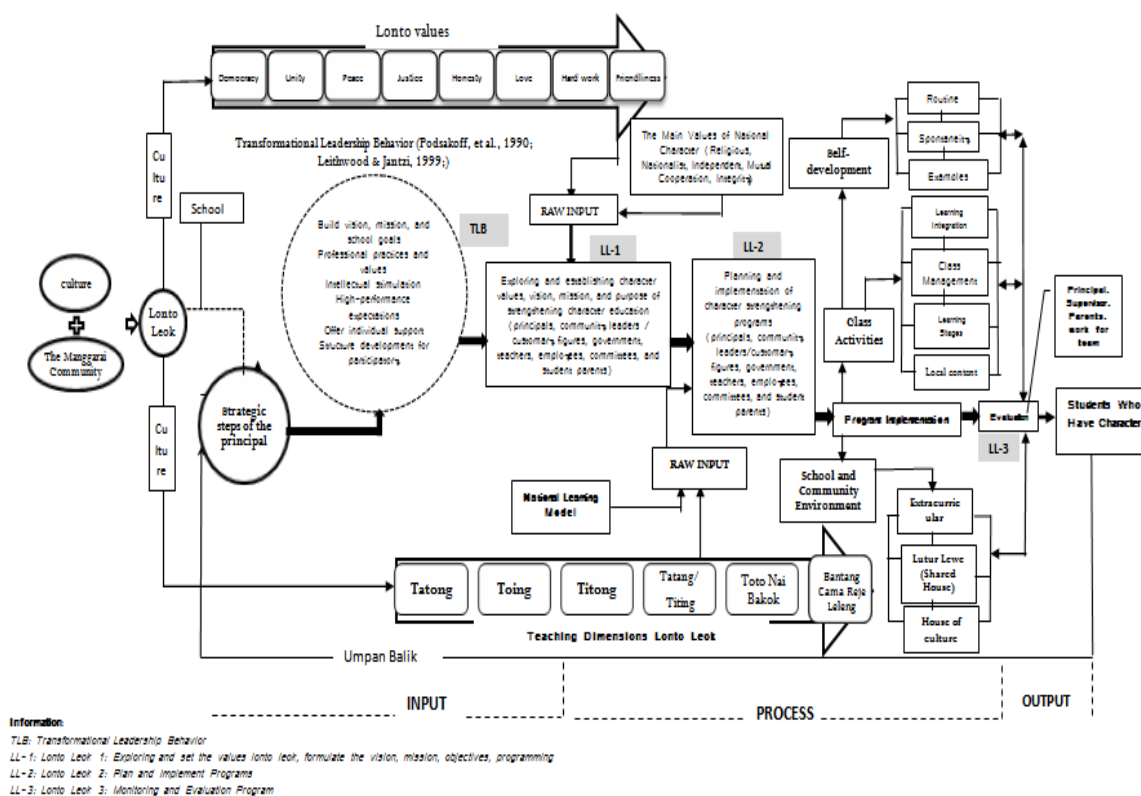 Lonto values
Democracy
Unity
Peace
Justice
Honesty
Love
Hard work
Friendliness
Cu
lture
Transformational Leadership Behavior (Podsakoff, et al., 1990;
Leithwood & Jantzi, 1999;)
The Main Values of National
Character (Religious,
Nationalist, Independent, Mutual
Cooperation, Integrity)
Self-
development
Routine
Spontaneity
Examples
School
RAW INPUT
TLB
LL-1
LL-2
Build vision, mission, and
school goals
Professional practices and
values
Intellectual stimulation
High-performance
expectations
Offer individual support
Structure development for
participatory
Exploring and establishing character
values, vision, mission, and purpose of
strengthening character education
(principals, community leaders /
customary figures, government,
teachers, employees, committees, and
student parents)
Planning and
implementation of
character strengthening
programs
(principals, community
leaders/customary
figures, government,
teachers, employees,
committees, and student
parents)
Learning
Integration
Class
Management
Learning
Stages
Local content
Class
Activities
Principal,
Supervisor,
Parents,
work for
team
culture
Lonto
Leok
The Manggarai
Community
Strategic
steps of the
principal
Cu
lture
Program Implementation
Evaluation
LL-3
Students Who
Have Character
RAW INPUT
National Learning
Model
School and
Community
Environment
Extracurric
ular
Lutur Lewe
(Shared
House)
House of
culture
Tatong
Toing
Titong
Tatang/
Titing
Toto Nai
Bakok
Bantang
Cama Reje
Leleng
Teaching Dimensions Lonto Leok
Umpan Balik
INPUT
PROCESS
OUTPUT
Information:
TLB: Transformational Leadership Behavior
LL-1: Lonto Leok 1: Exploring and set the values lonto leok, formulate the vision, mission, objectives, programming
LL-2: Lonto Leok 2: Plan and Implement Programs
LL-3: Lonto Leok 3: Monitoring and Evaluation Program